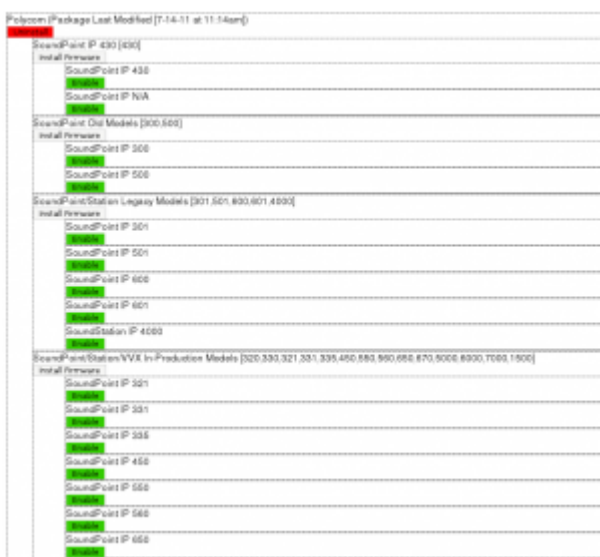 Polycom (Package Last Modified [7-14-11 at 11:14am])
Uninstall
SoundPoint IP 430 [430]
Install Firmware
SoundPoint IP 430
Enable
SoundPoint IP N/A
Enable
SoundPoint Old Models [300,500]
Install Firmware
SoundPoint IP 300
Enable
SoundPoint IP 500
Enable
SoundPoint/Station Legacy Models [301,501,600,601,4000]
Install Firmware
SoundPoint IP 301
Enable
SoundPoint IP 501
Enable
SoundPoint IP 600
Enable
SoundPoint IP 601
Enable
SoundStation IP 4000
Enable
SoundPoint/Station/VVX In-Production Models [320,330,321,331,335,450,550,560,650,670,5000,6000,7000,1500]
Install Firmware
SoundPoint IP 321
Enable
SoundPoint IP 331
Enable
SoundPoint IP 335
Enable
SoundPoint IP 450
Enable
SoundPoint IP 550
Enable
SoundPoint IP 560
Enable
SoundPoint IP 650
Enable